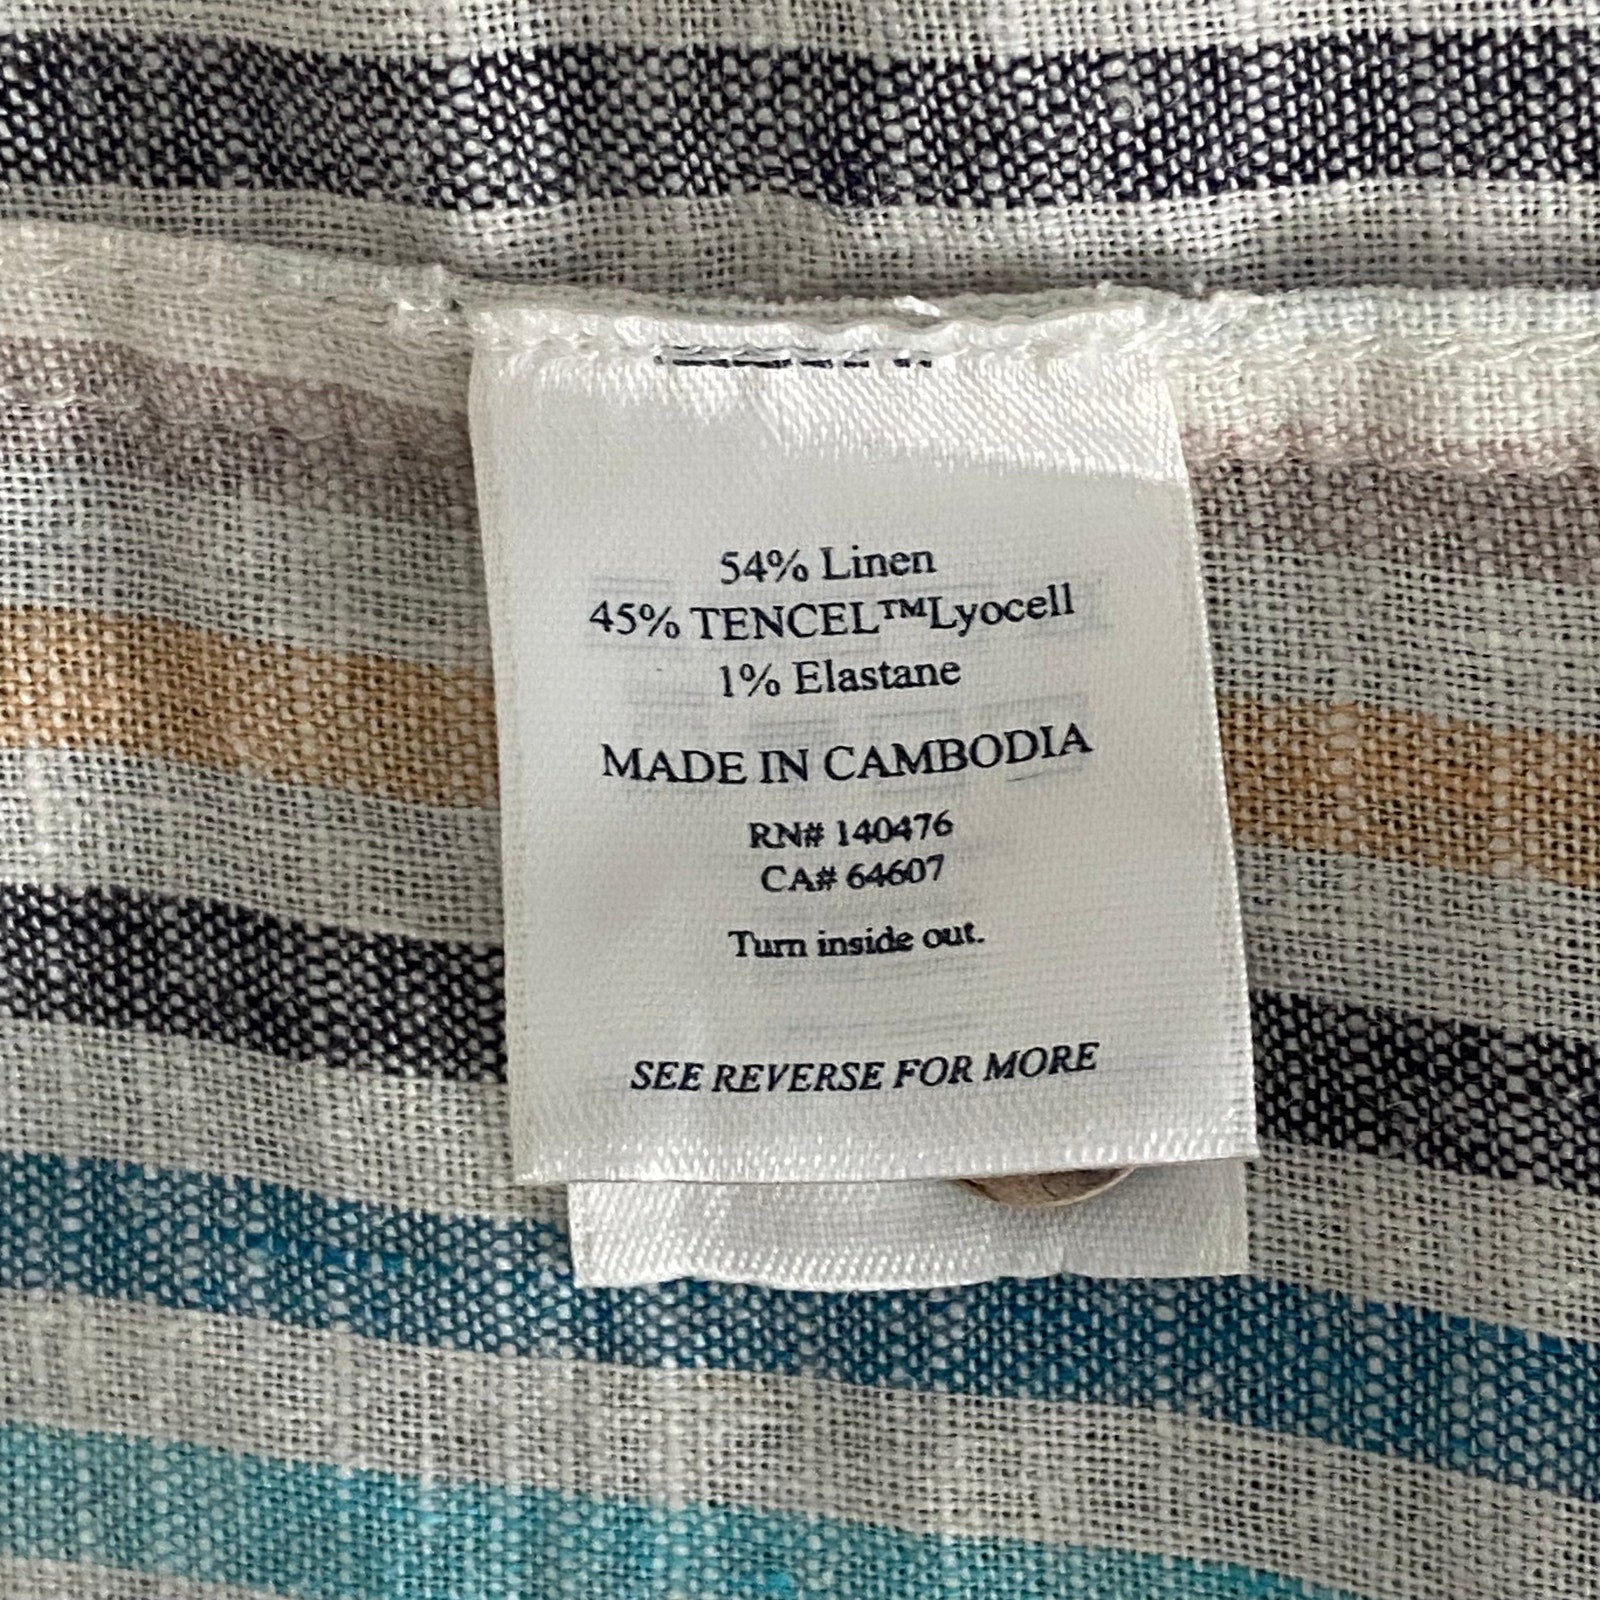 54% Linen
45% TENCEL™Lyocell
1% Elastane
MADE IN CAMBODIA
RN# 140476
CA# 64607
Turn inside out.
SEE REVERSE FOR MORE